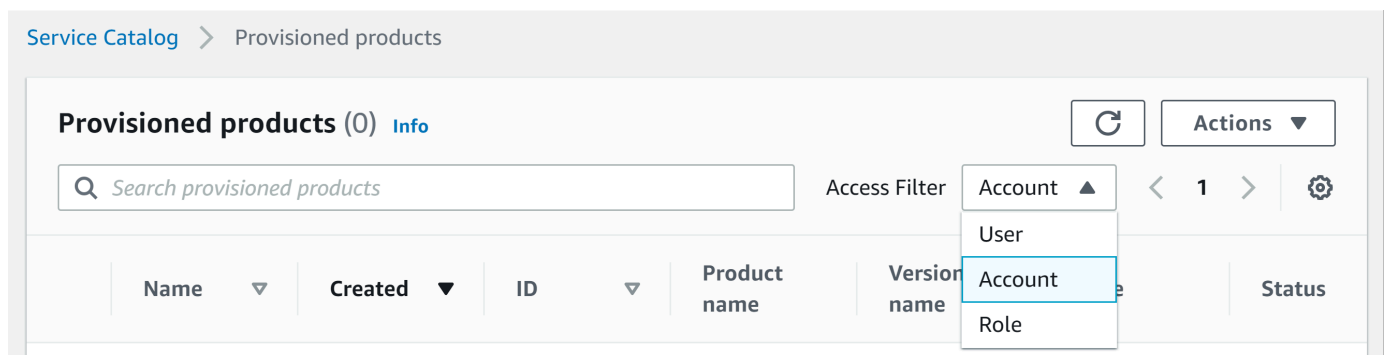 Service Catalog > Provisioned products
Provisioned products (0) Info
Actions
Search provisioned products
Access Filter Account 1
User
Account
Role
Name Created ID Product name Version name Status